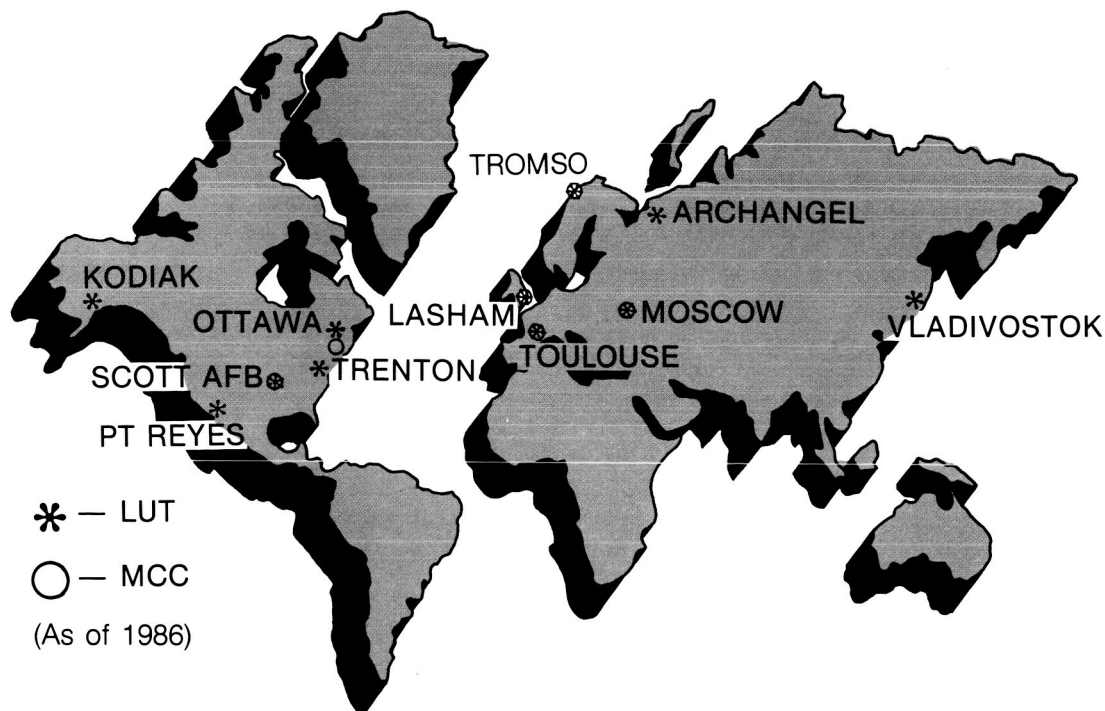 TROMSO
ARCHANGEL
KODIAK
OTTAWA
LASHAM
MOSCOW
VLADIVOSTOK
TOULOUSE
TRENTON
SCOTT AFB
PT REYES
— LUT
— MCC
(As of 1986)